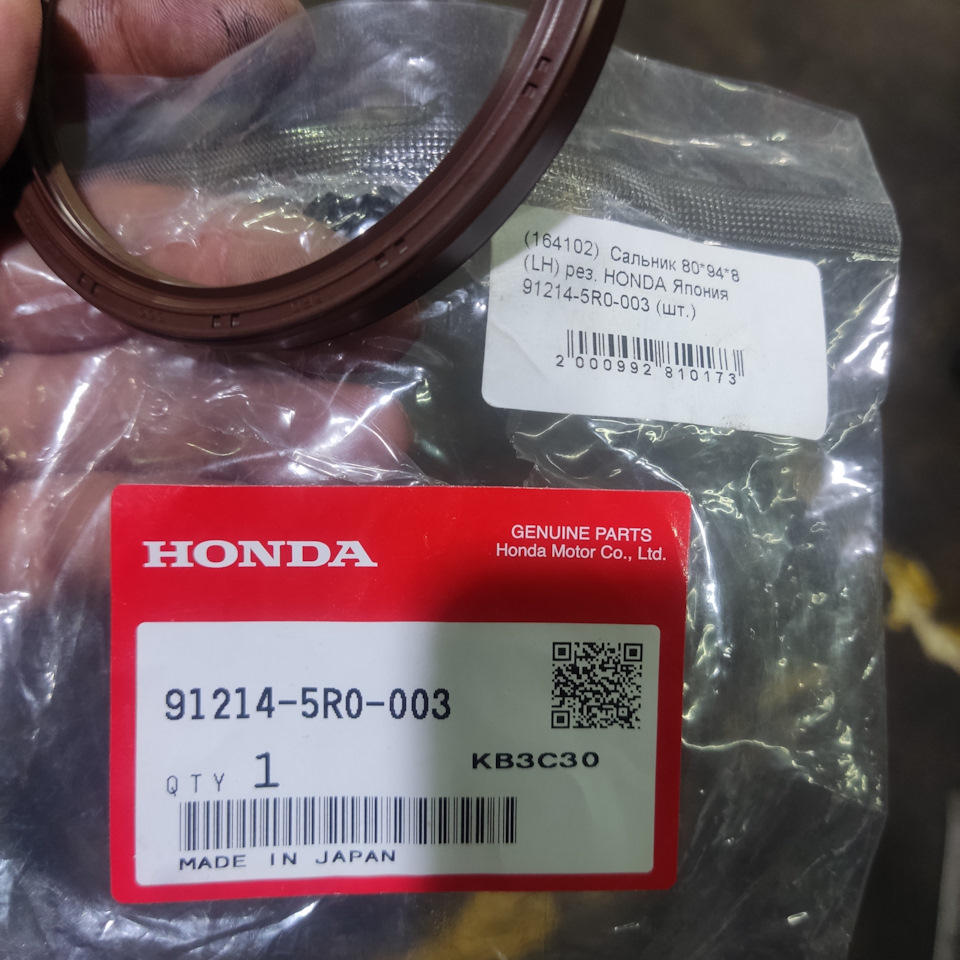 (164102) Сальник 80*94*8
(LH) рез. HONDA Япония
91214-5R0-003 (шт.)
2 000992 810173
HONDA
GENUINE PARTS
Honda Motor Co., Ltd.
91214-5R0-003
QTY 1
KB3C30
MADE IN JAPAN